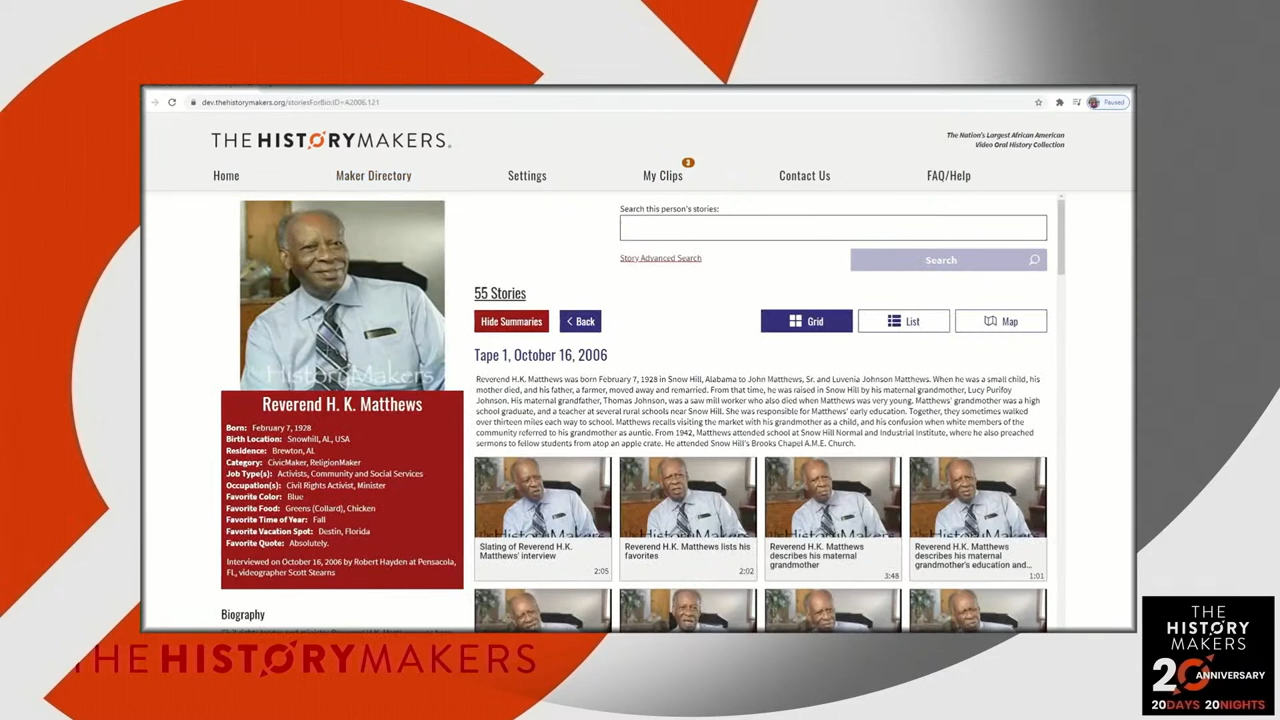 dev.thehistorymakers.org/storiesForBio;ID=A2006.121
Paused
THE HISTORYMAKERS®
The Nation's Largest African American
Video Oral History Collection
3
Home
Maker Directory
Settings
My Clips
Contact Us
FAQ/Help
Search this person's stories:
Story Advanced Search
Search
55 Stories
Hide Summaries
Back
Grid
List
Map
Tape 1, October 16, 2006
Reverend H.K. Matthews was born February 7, 1928 in Snow Hill, Alabama to John Matthews, Sr. and Luvenia Johnson Matthews. When he was a small child, his
mother died, and his father, a farmer, moved away and remarried. From that time, he was raised in Snow Hill by his maternal grandmother, Lucy Purifoy
Johnson. His maternal grandfather, Thomas Johnson, was a saw mill worker who also died when Matthews was very young. Matthews' grandmother was a high
school graduate, and a teacher at several rural schools near Snow Hill. She was responsible for Matthews' early education. Together, they sometimes walked
over thirteen miles each way to school. Matthews recalls visiting the market with his grandmother as a child, and his confusion when white members of the
community referred to his grandmother as auntie. From 1942, Matthews attended school at Snow Hill Normal and Industrial Institute, where he also preached
sermons to fellow students from atop an apple crate. He attended Snow Hill's Brooks Chapel A.M.E. Church.
HistoryMakers
Reverend H. K. Matthews
Born: February 7, 1928
Birth Location: Snowhill, AL, USA
Residence: Brewton, AL
Category: CivicMaker, ReligionMaker
Job Type(s): Activists, Community and Social Services
Occupation(s): Civil Rights Activist, Minister
Favorite Color: Blue
Favorite Food: Greens (Collard), Chicken
Favorite Time of Year: Fall
Favorite Vacation Spot: Destin, Florida
Favorite Quote: Absolutely.
Interviewed on October 16, 2006 by Robert Hayden at Pensacola,
FL, videographer Scott Stearns
Biography
Slating of Reverend H.K.
Matthews' interview
2:05
Reverend H.K. Matthews lists his
favorites
2:02
Reverend H.K. Matthews
describes his maternal
grandmother
3:48
Reverend H.K. Matthews
describes his maternal
grandmother's education and...
1:01
THE HISTORYMAKERS
THE
HISTORY
MAKERS
20 ANNIVERSARY
20DAYS 20NIGHTS